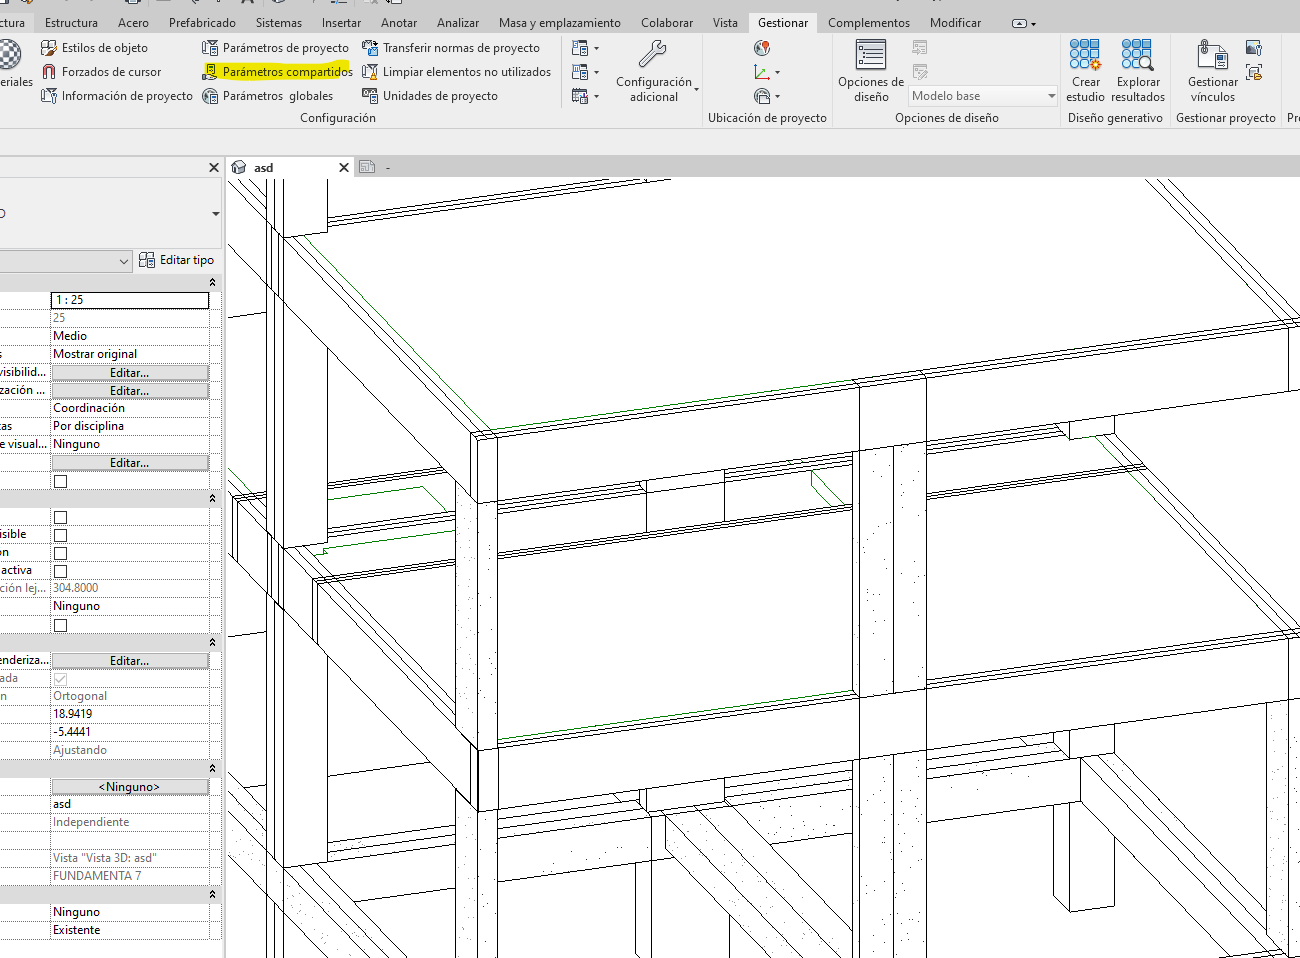 ctura Estructura Acero Prefabricado Sistemas Insertar Anotar Analizar Masa y emplazamiento Colaborar Vista Gestionar Complementos Modificar
Estilos de objeto Parámetros de proyecto Transferir normas de proyecto
eriales Forzados de cursor Parámetros compartidos Limpiar elementos no utilizados
Información de proyecto Parámetros globales Unidades de proyecto
Configuración adicional
Opciones de diseño
Modelo base
Crear estudio
Explorar resultados
Gestionar vínculos
Configuración Ubicación de proyecto Opciones de diseño Diseño generativo Gestionar proyecto Pr
asd -
D
Editar tipo
1 : 25
25
Medio
s Mostrar original
visibilid... Editar...
zación ... Editar...
Coordinación
as Por disciplina
e visual... Ninguno
Editar...
isible
ón
activa
ción lej... 304.8000
Ninguno
enderiza... Editar...
ada
n Ortogonal
18.9419
-5.4441
Ajustando
<Ninguno>
asd
Independiente
Vista "Vista 3D: asd"
FUNDAMENTA 7
Ninguno
Existente